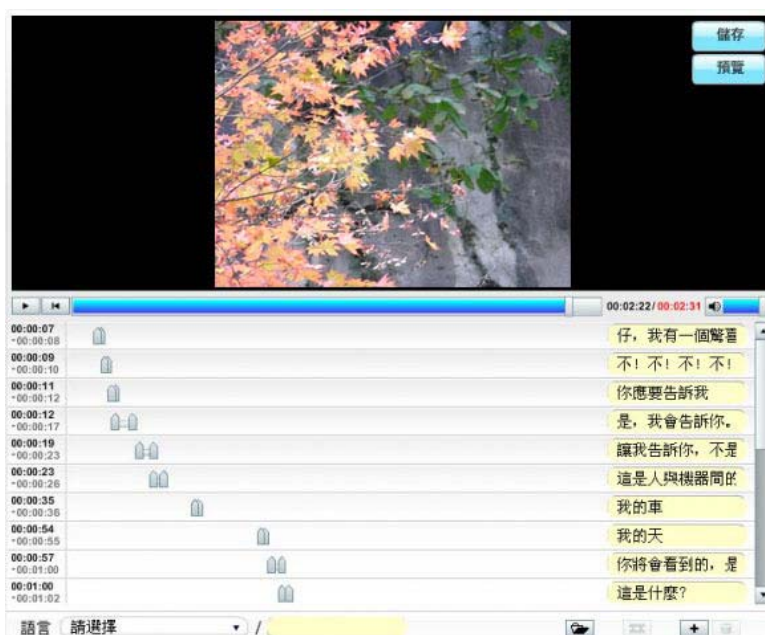 儲存
預覽
00:02:22/00:02:31
00:00:07
-00:00:08
仔，我有一個驚喜
00:00:09
-00:00:10
不！不！不！不！
00:00:11
-00:00:12
你應要告訴我
00:00:12
-00:00:17
是，我會告訴你。
00:00:19
-00:00:23
讓我告訴你，不是
00:00:23
-00:00:26
這是人與機器間的
00:00:35
-00:00:36
我的車
00:00:54
-00:00:55
我的天
00:00:57
-00:01:00
你將會看到的，是
00:01:00
-00:01:02
這是什麼?
語言 請選擇 /